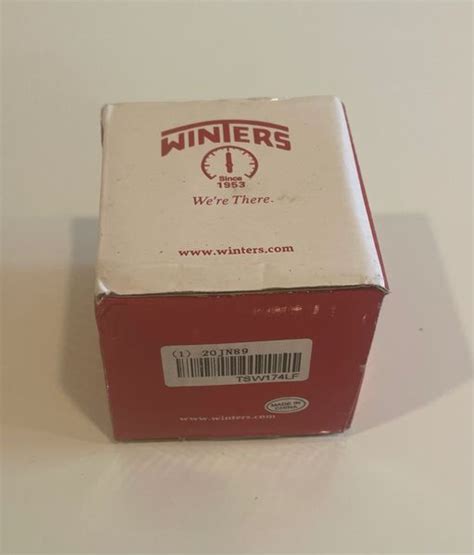 WINTERS
Since
1953
We're There.
www.winters.com
(1) 20JN89
TSW174LF
MADE IN
CHINA
www.winters.com